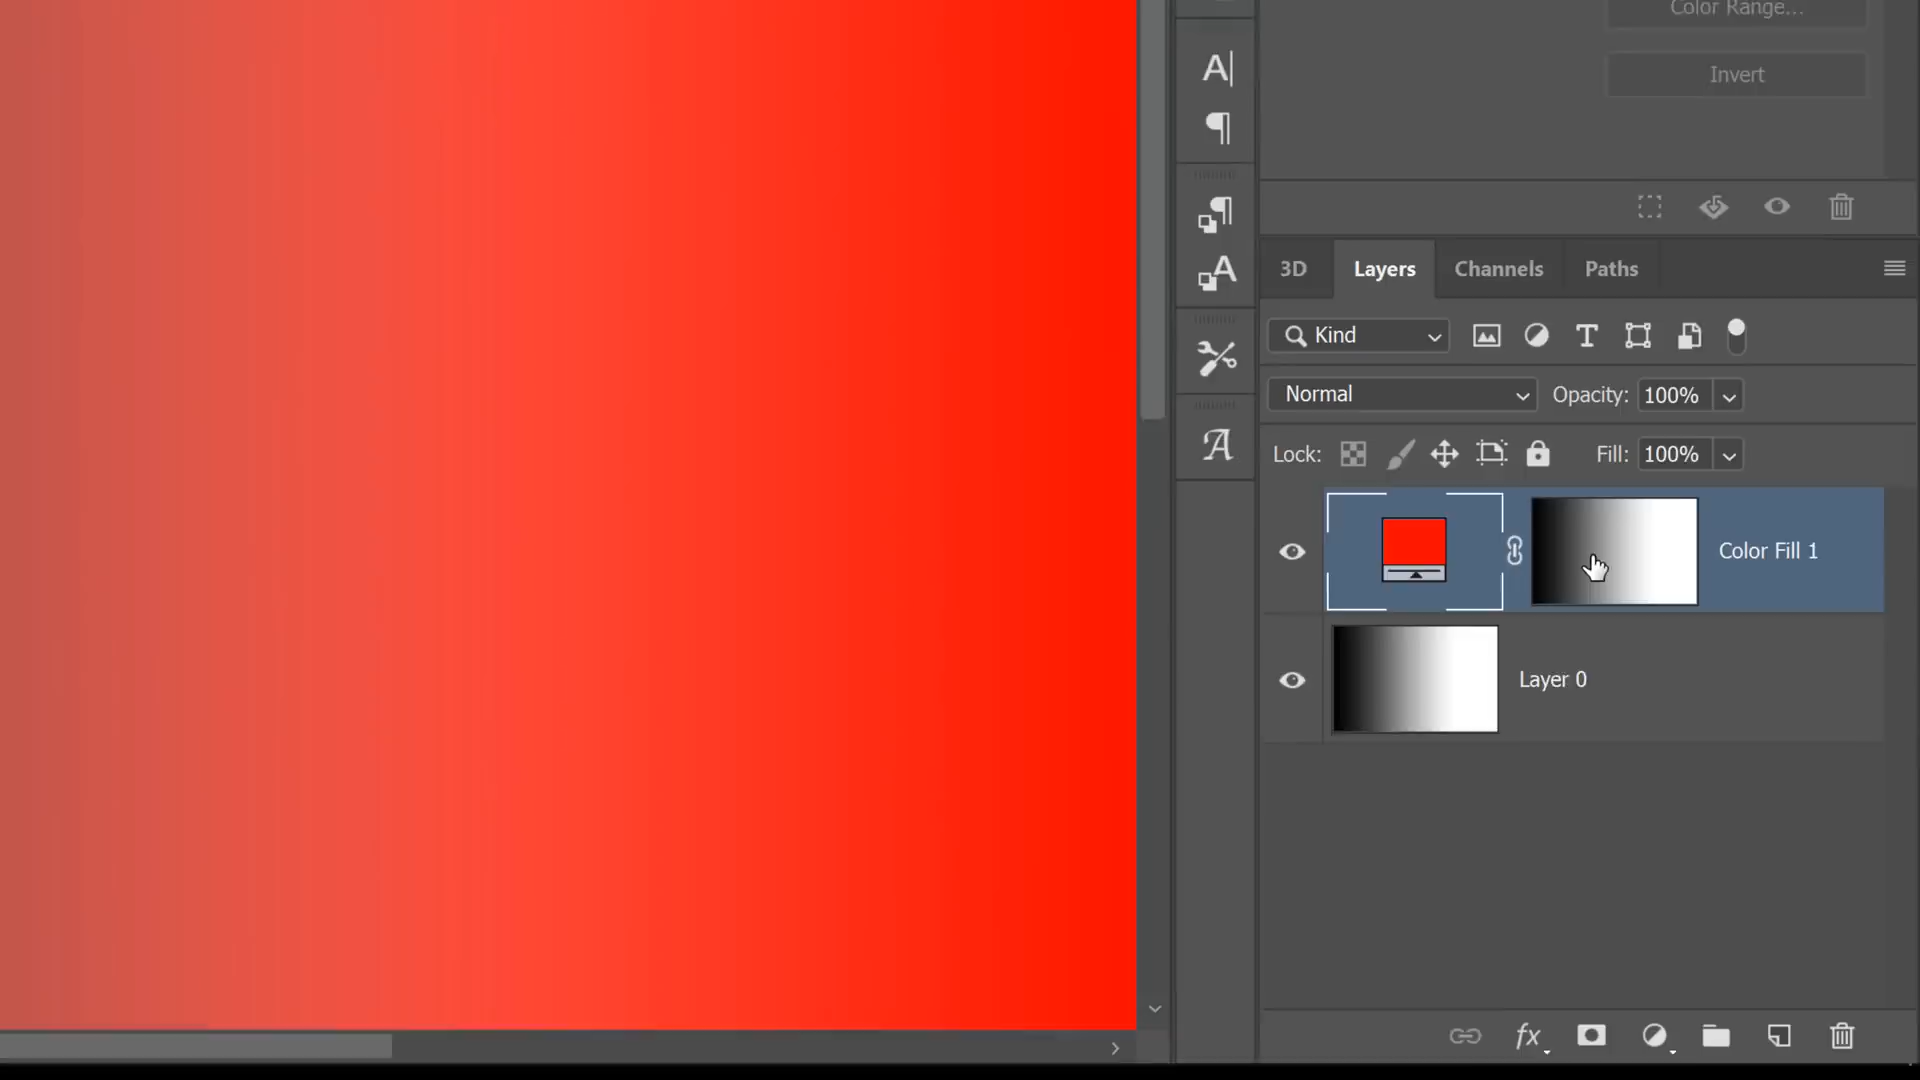 Color Range...
Invert
3D Layers Channels Paths
Kind
Normal Opacity: 100%
Lock: Fill: 100%
Color Fill 1
Layer 0
fx